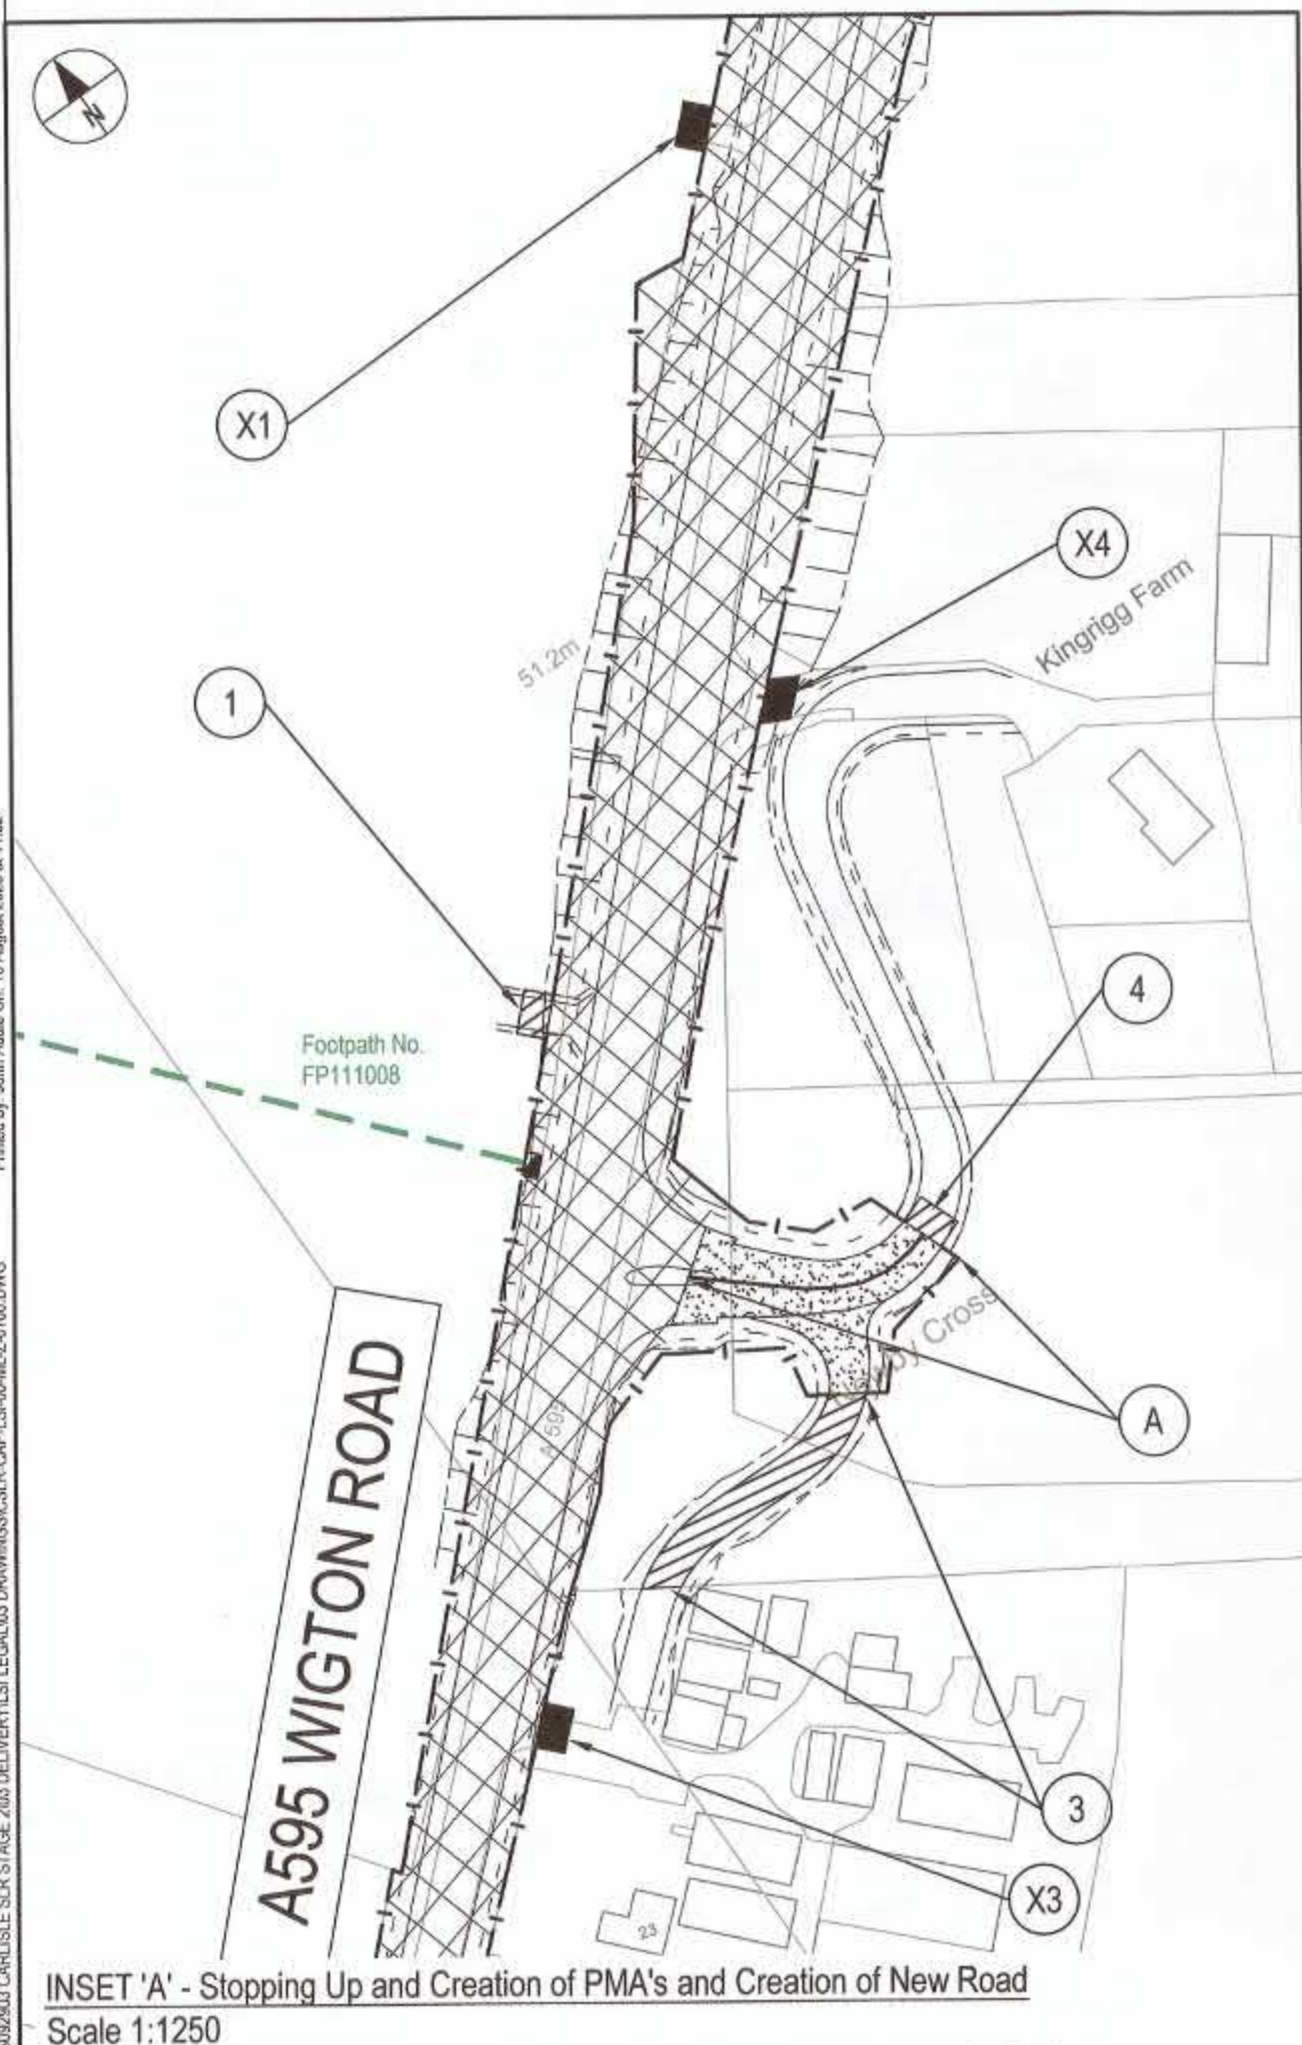 N
X1
X4
Kingrigg Farm
51.2m
1
4
Footpath No.
FP111008
A
A595 WIGTON ROAD
3
X3
23
INSET 'A' - Stopping Up and Creation of PMA's and Creation of New Road
Scale 1:1250